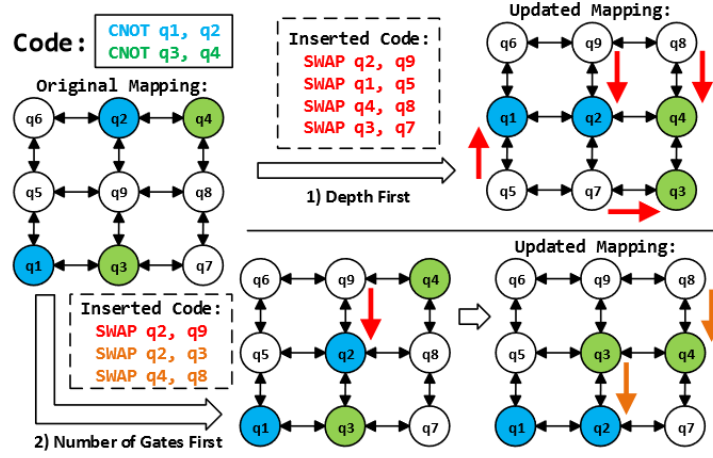 Code:
CNOT q1, q2
CNOT q3, q4
Original Mapping:
q6 q2 q4
q5 q9 q8
q1 q3 q7
Inserted Code:
SWAP q2, q9
SWAP q1, q5
SWAP q4, q8
SWAP q3, q7
1) Depth First
Updated Mapping:
q6 q9 q8
q1 q2 q4
q5 q7 q3
Inserted Code:
SWAP q2, q9
SWAP q2, q3
SWAP q4, q8
2) Number of Gates First
q6 q9 q4
q5 q2 q8
q1 q3 q7
Updated Mapping:
q6 q9 q8
q5 q3 q4
q1 q2 q7